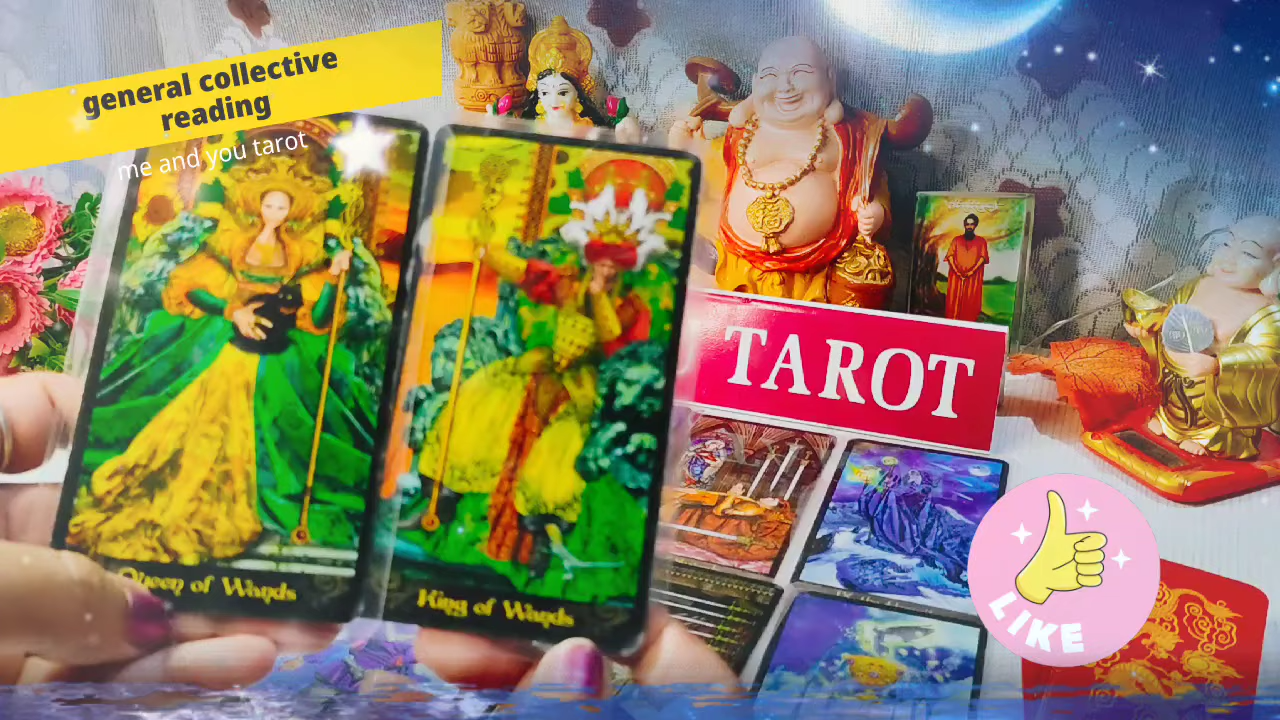 general collective
reading
me and you tarot
Queen of Wands
King of Wands
TAROT
LIKE